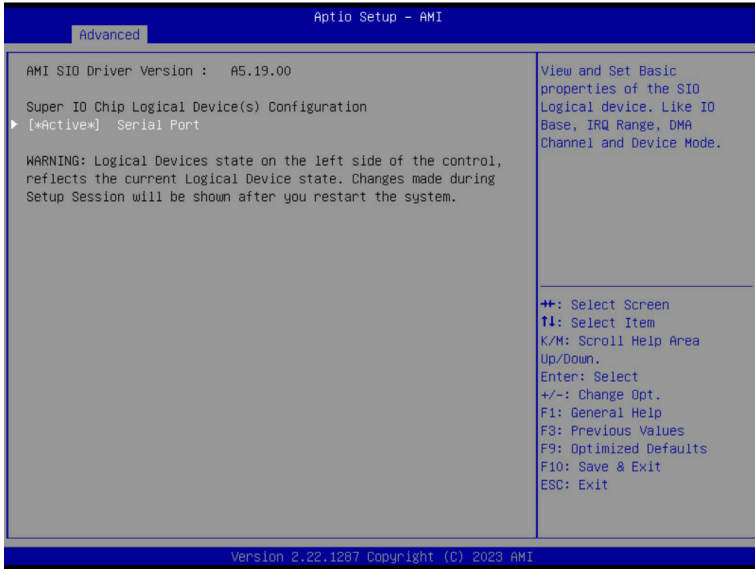 Aptio Setup – AMI
Advanced
AMI SIO Driver Version : A5.19.00
Super IO Chip Logical Device(s) Configuration
[*Active*] Serial Port
WARNING: Logical Devices state on the left side of the control,
reflects the current Logical Device state. Changes made during
Setup Session will be shown after you restart the system.
View and Set Basic
properties of the SIO
Logical device. Like IO
Base, IRQ Range, DMA
Channel and Device Mode.
→←: Select Screen
↑↓: Select Item
K/M: Scroll Help Area
Up/Down.
Enter: Select
+/-: Change Opt.
F1: General Help
F3: Previous Values
F9: Optimized Defaults
F10: Save & Exit
ESC: Exit
Version 2.22.1287 Copyright (C) 2023 AMI